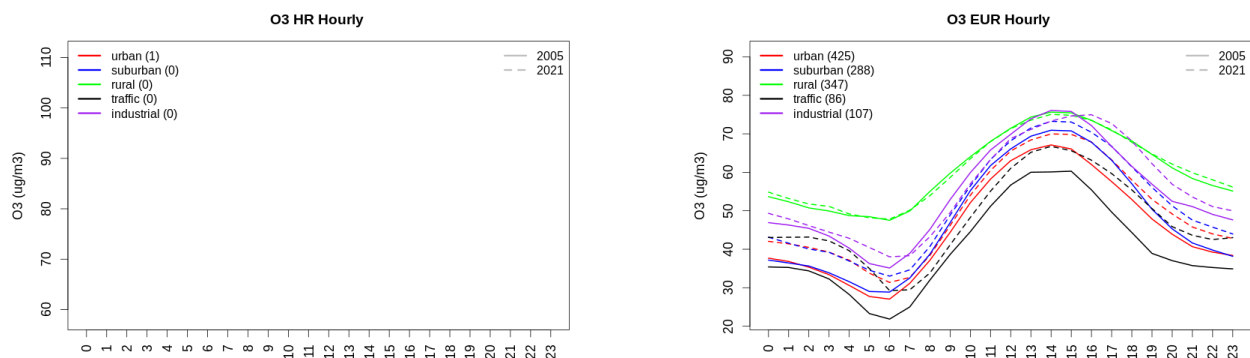 O3 HR Hourly
O3 (ug/m3)
110
100
90
80
70
60
urban (1)
suburban (0)
rural (0)
traffic (0)
industrial (0)
2005
2021
0 1 2 3 4 5 6 7 8 9 10 11 12 13 14 15 16 17 18 19 20 21 22 23
O3 EUR Hourly
O3 (ug/m3)
90
80
70
60
50
40
30
20
urban (425)
suburban (288)
rural (347)
traffic (86)
industrial (107)
2005
2021
0 1 2 3 4 5 6 7 8 9 10 11 12 13 14 15 16 17 18 19 20 21 22 23